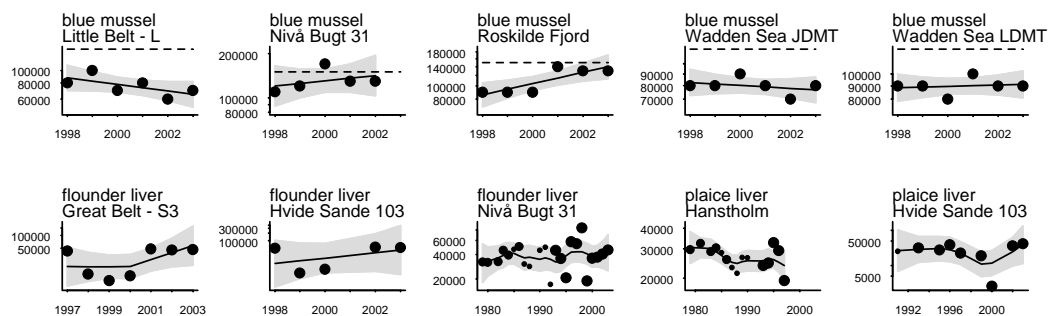 blue mussel
Little Belt - L
100000
80000
60000
1998 2000 2002
blue mussel
Nivå Bugt 31
200000
100000
80000
1998 2000 2002
blue mussel
Roskilde Fjord
180000
140000
100000
80000
1998 2000 2002
blue mussel
Wadden Sea JDMT
90000
80000
70000
1998 2000 2002
blue mussel
Wadden Sea LDMT
100000
90000
80000
1998 2000 2002
flounder liver
Great Belt - S3
100000
50000
1997 1999 2001 2003
flounder liver
Hvide Sande 103
300000
100000
1998 2000 2002
flounder liver
Nivå Bugt 31
60000
40000
20000
1980 1990 2000
plaice liver
Hanstholm
40000
30000
20000
1980 1990 2000
plaice liver
Hvide Sande 103
50000
5000
1992 1996 2000